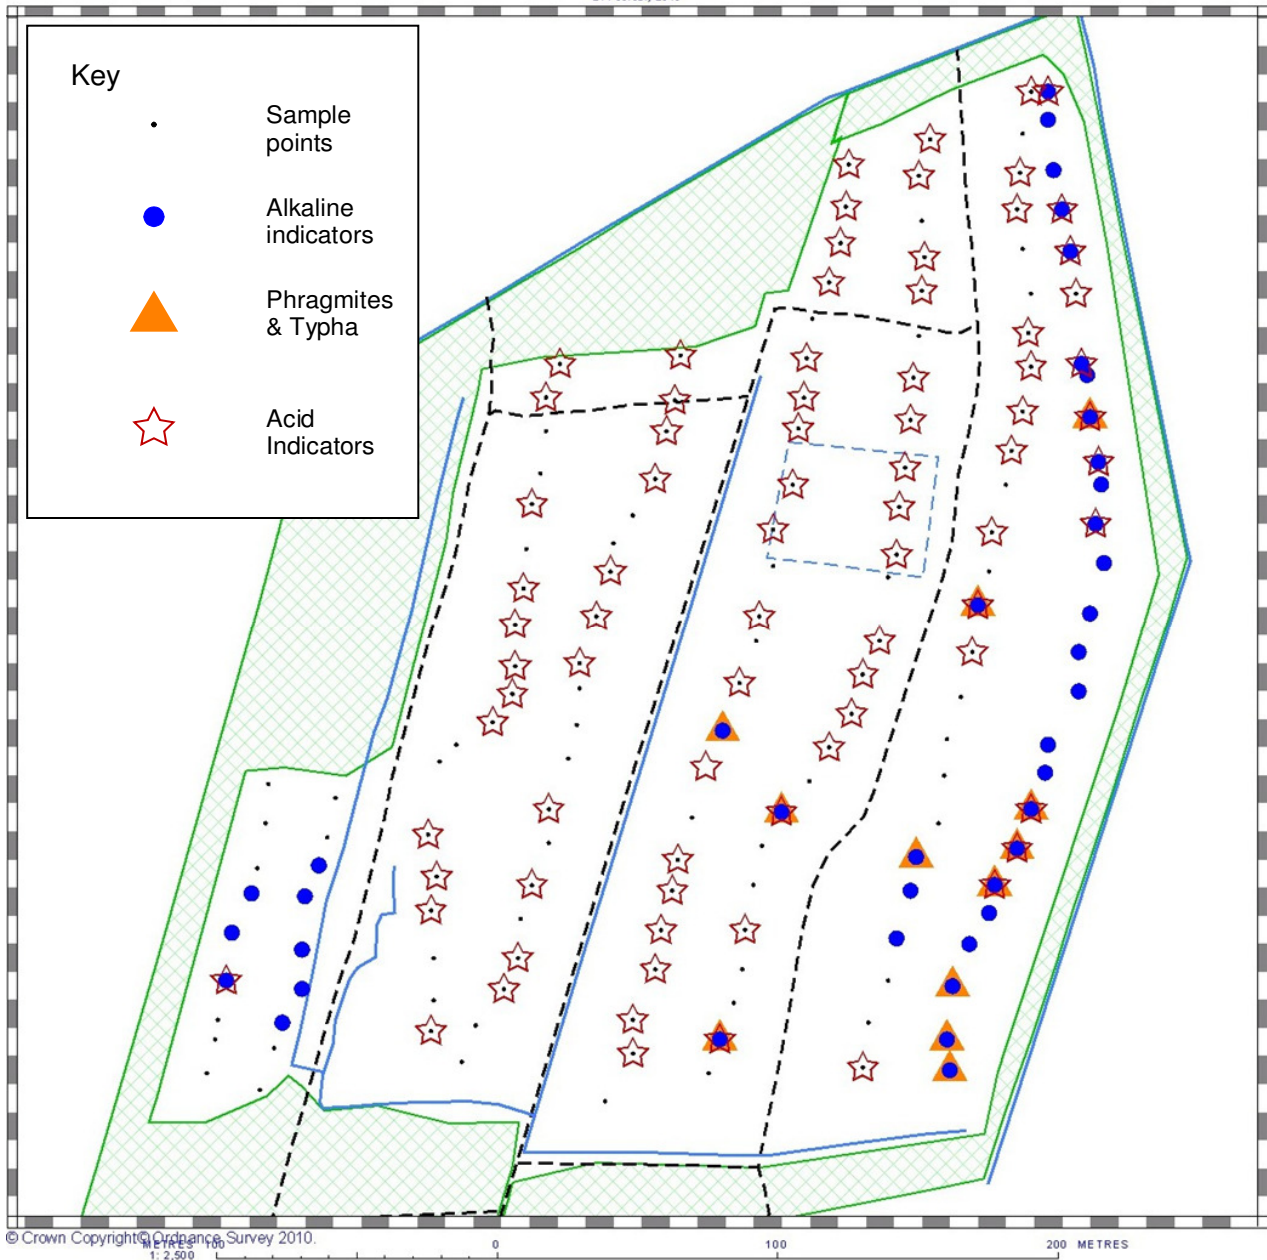 Key
Sample
points
Alkaline
indicators
Phragmites
& Typha
Acid
Indicators
© Crown Copyright© Ordnance Survey 2010.
METRES 100 0 100 200 METRES
1: 2,500